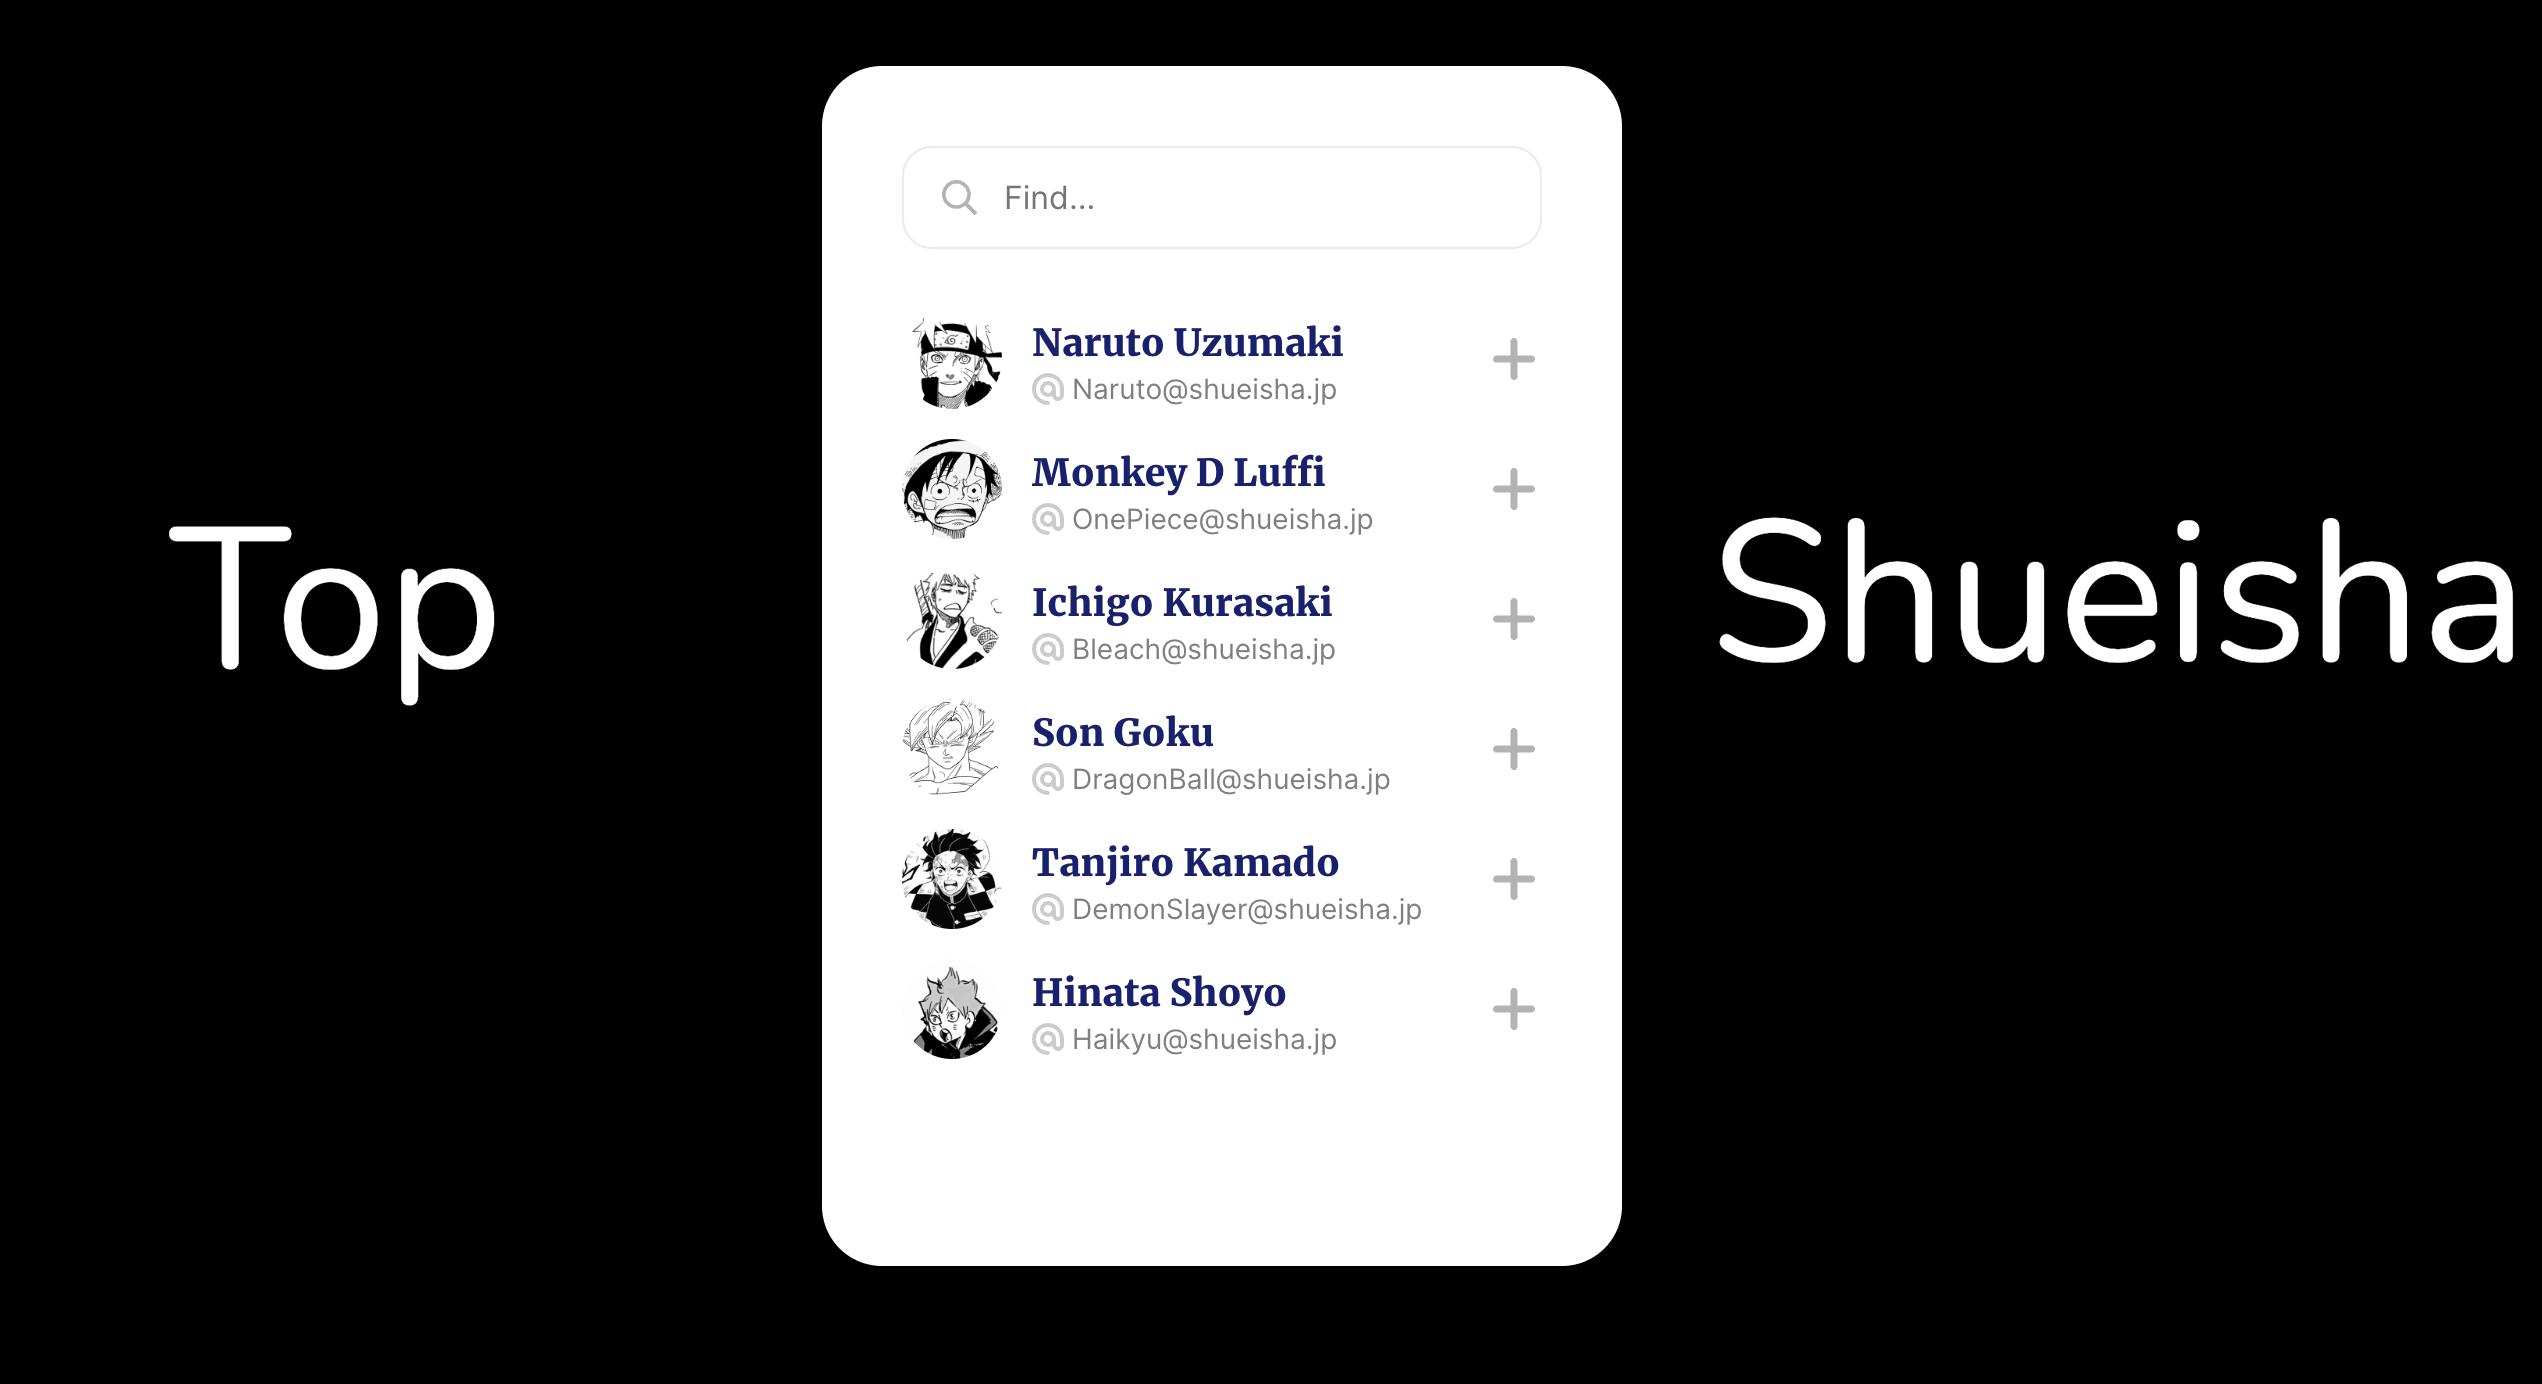 Top
Find...
Naruto Uzumaki
Naruto@shueisha.jp
Monkey D Luffi
OnePiece@shueisha.jp
Ichigo Kurasaki
Bleach@shueisha.jp
Son Goku
DragonBall@shueisha.jp
Tanjiro Kamado
DemonSlayer@shueisha.jp
Hinata Shoyo
Haikyu@shueisha.jp
Shueisha